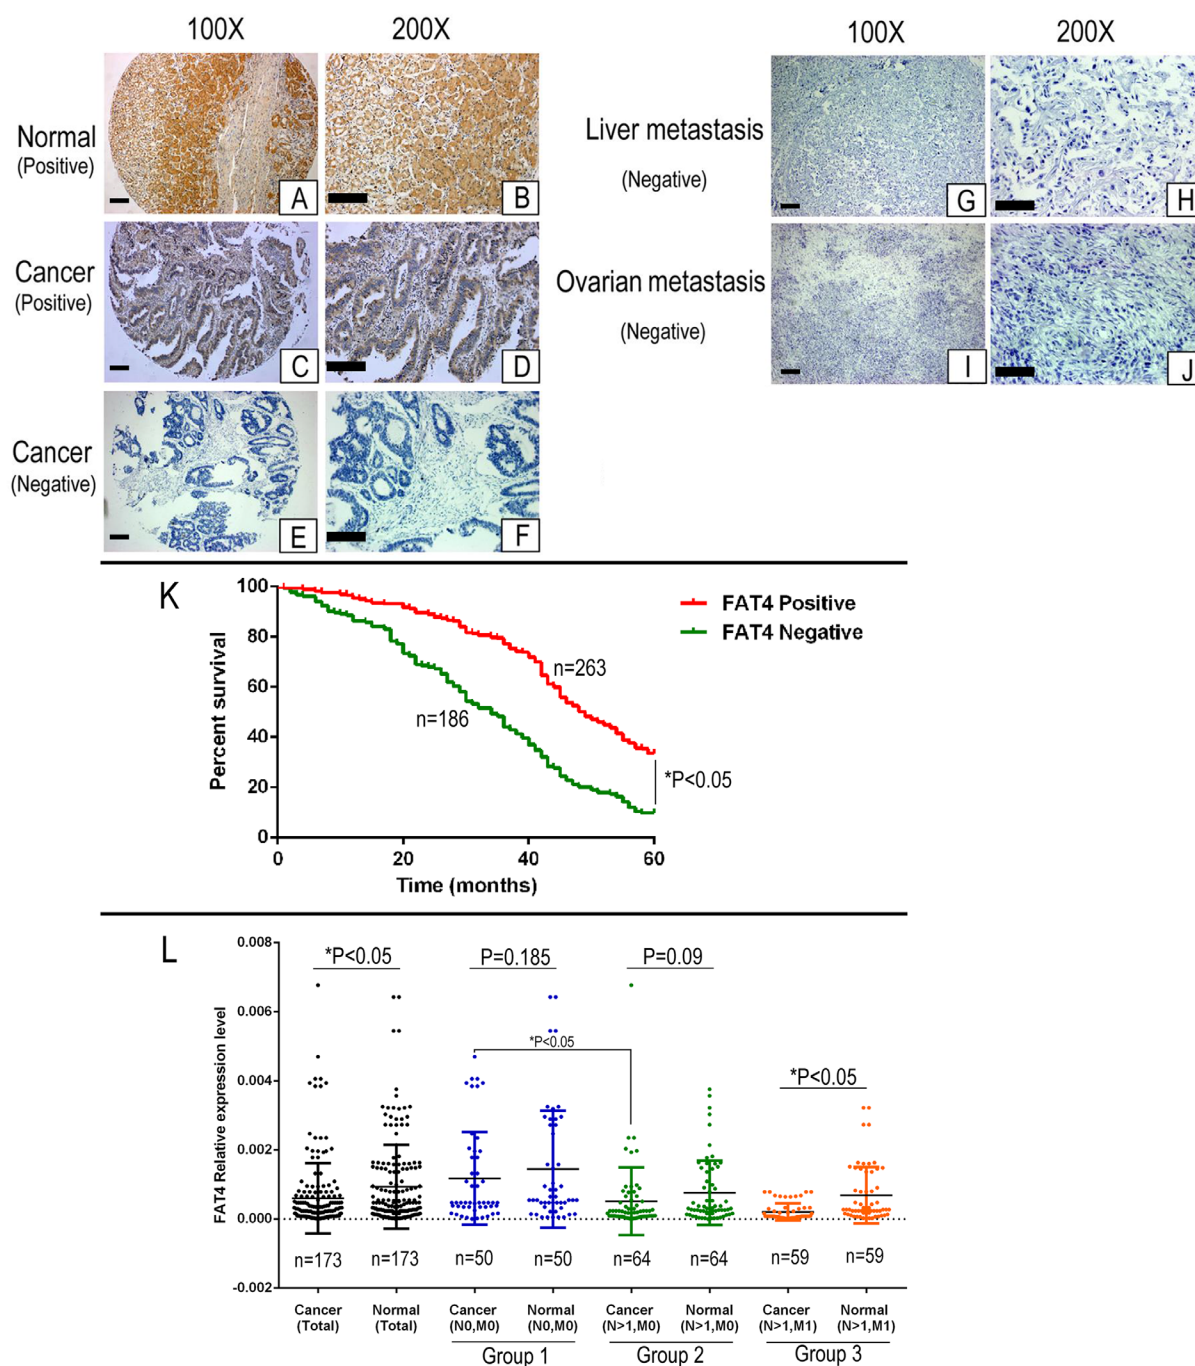 100X 200X
100X 200X
Normal
(Positive)
A
B
Cancer
(Positive)
C
D
Cancer
(Negative)
E
F
Liver metastasis
(Negative)
G
H
Ovarian metastasis
(Negative)
I
J
K
100
80
60
40
20
0
Percent survival
0 20 40 60
Time (months)
FAT4 Positive
FAT4 Negative
n=263
n=186
*P<0.05
L
FAT4 Relative expression level
0.008
0.006
0.004
0.002
0.000
-0.002
*P<0.05
P=0.185
P=0.09
*P<0.05
*P<0.05
n=173 n=173 n=50 n=50 n=64 n=64 n=59 n=59
Cancer Normal Cancer Normal Cancer Normal Cancer Normal
(Total) (Total) (N0,M0) (N0,M0) (N>1,M0) (N>1,M0) (N>1,M1) (N>1,M1)
Group 1 Group 2 Group 3